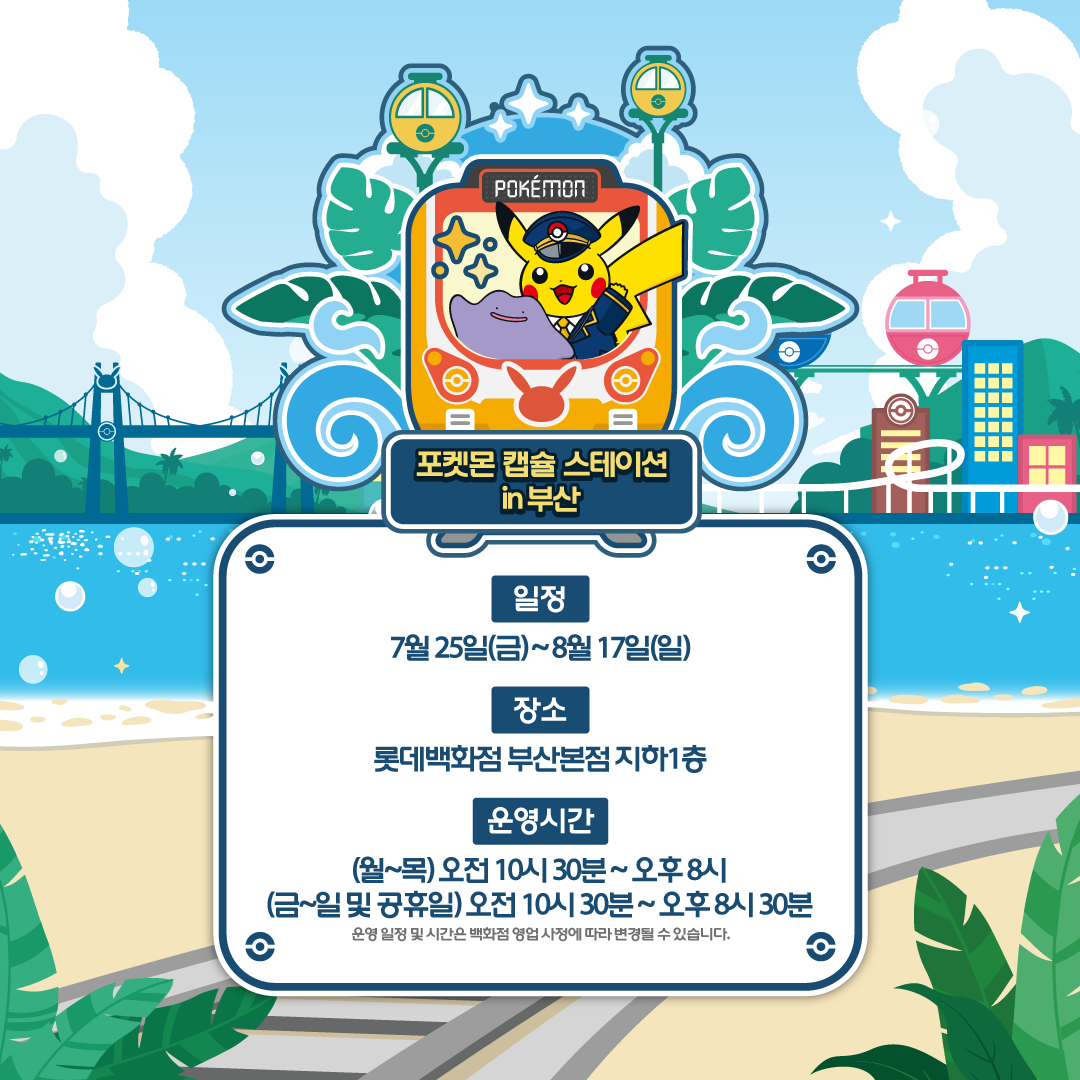 POKÉMON
포켓몬 캡슐 스테이션
in 부산
일정
7월 25일(금) ~ 8월 17일(일)
장소
롯데백화점 부산본점 지하1층
운영시간
(월~목) 오전 10시 30분 ~ 오후 8시
(금~일 및 공휴일) 오전 10시 30분 ~ 오후 8시 30분
운영 일정 및 시간은 백화점 영업 사정에 따라 변경될 수 있습니다.